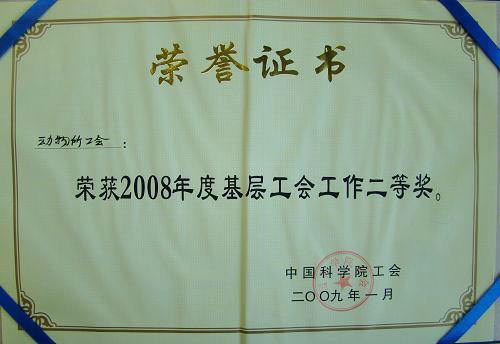 荣誉证书
动物所工会：
荣获2008年度基层工会工作二等奖。
中国科学院工会
二〇〇九年一月